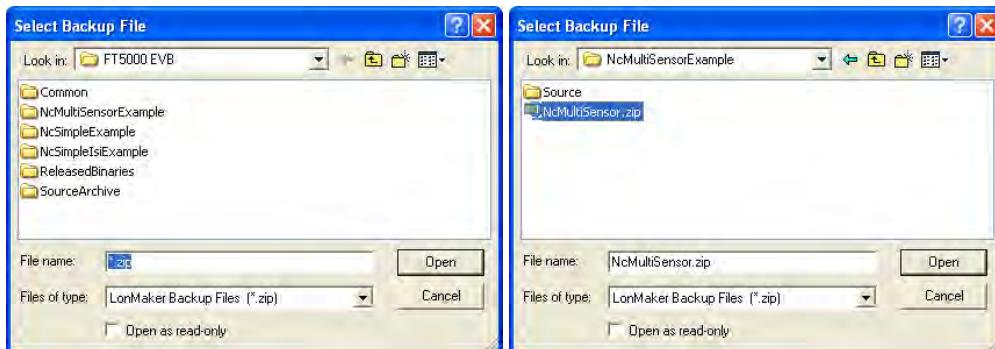 Select Backup File
Look in: FT5000 EVB
Common
NcMultiSensorExample
NcSimpleExample
NcSimpleIsiExample
ReleasedBinaries
SourceArchive
File name: *.zip
Open
Files of type: LonMaker Backup Files (*.zip)
Cancel
Open as read-only
Select Backup File
Look in: NcMultiSensorExample
Source
NcMultiSensor.zip
File name: NcMultiSensor.zip
Open
Files of type: LonMaker Backup Files (*.zip)
Cancel
Open as read-only